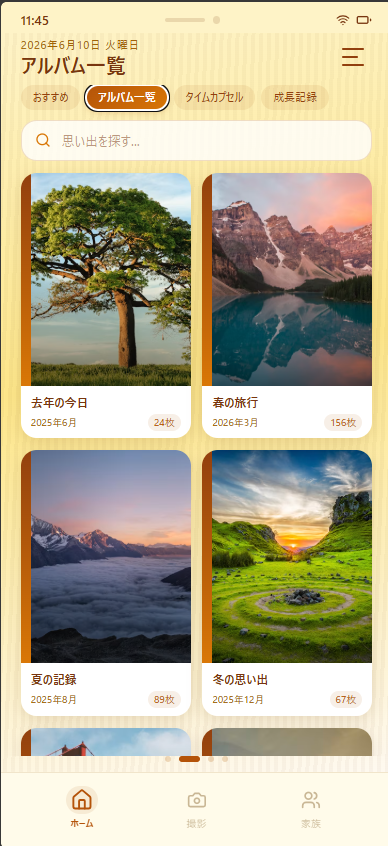 11:45
2026年6月10日 火曜日
アルバム一覧
おすすめ
アルバム一覧
タイムカプセル
成長記録
思い出を探す...
去年の今日
2025年6月
24枚
春の旅行
2026年3月
156枚
夏の記録
2025年8月
89枚
冬の思い出
2025年12月
67枚
ホーム
撮影
家族